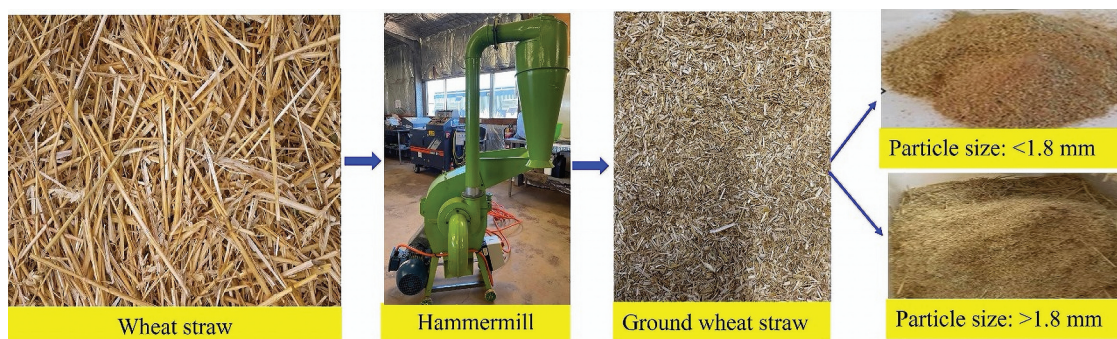 Wheat straw
Hammermill
Ground wheat straw
Particle size: <1.8 mm
Particle size: >1.8 mm